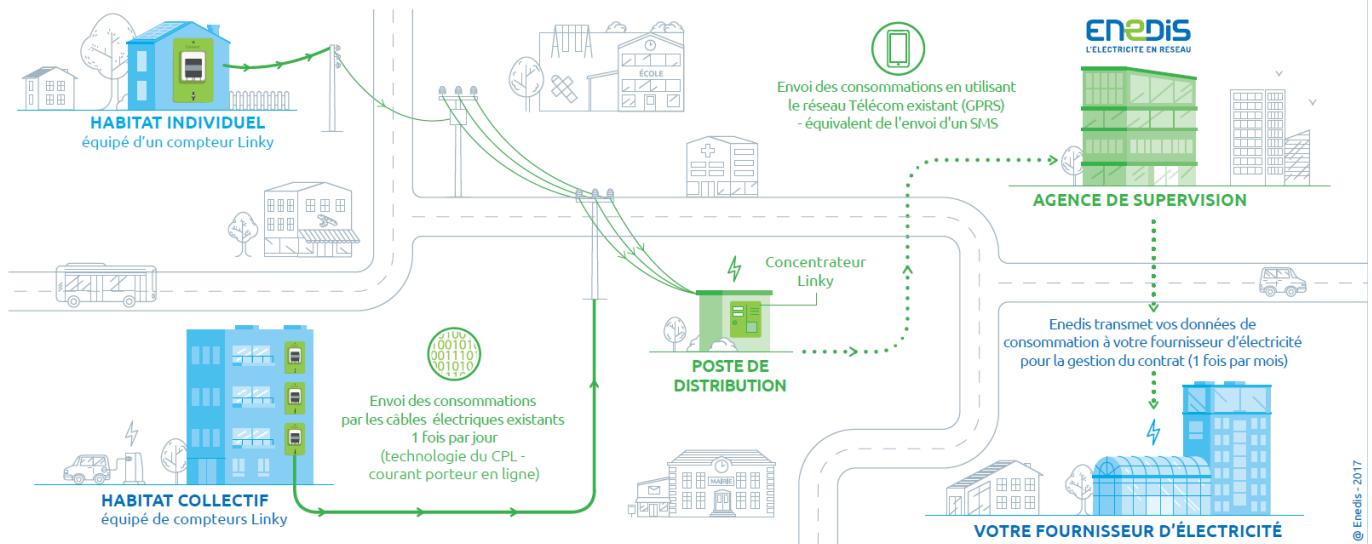 ENEDIS
L'ELECTRICITE EN RESEAU
ÉCOLE
Envoi des consommations en utilisant
le réseau Télécom existant (GPRS)
- équivalent de l'envoi d'un SMS
HABITAT INDIVIDUEL
équipé d'un compteur Linky
AGENCE DE SUPERVISION
Concentrateur
Linky
POSTE DE
DISTRIBUTION
Enedis transmet vos données de
consommation à votre fournisseur d'électricité
pour la gestion du contrat (1 fois par mois)
Envoi des consommations
par les câbles électriques existants
1 fois par jour
(technologie du CPL -
courant porteur en ligne)
HABITAT COLLECTIF
équipé de compteurs Linky
MAIRIE
VOTRE FOURNISSEUR D'ÉLECTRICITÉ
@ Enedis - 2017